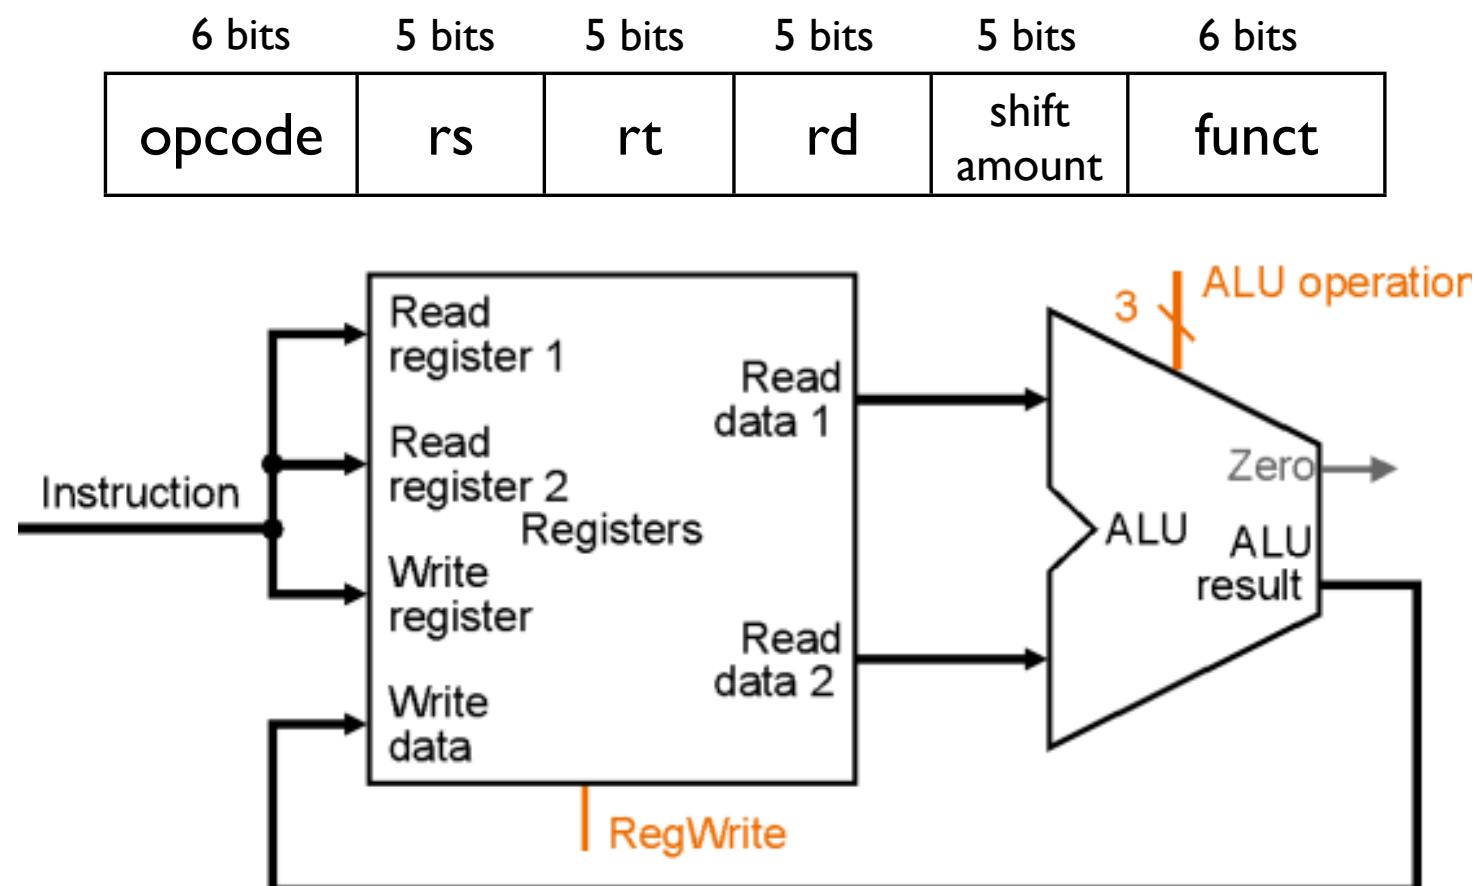 6 bits 5 bits 5 bits 5 bits 5 bits 6 bits
opcode rs rt rd shift amount funct
ALU operation
3
Read
register 1
Read
data 1
Read
register 2
Zero
Instruction
Registers
ALU
ALU
result
Write
register
Read
data 2
Write
data
RegWrite